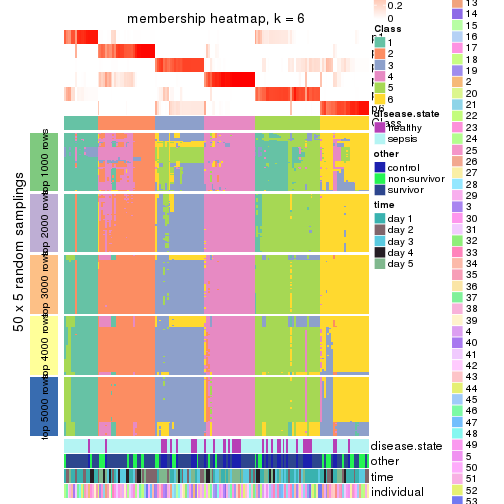 membership heatmap, k = 6
50 x 5 random samplings
top 1000 rows
top 2000 rows
top 3000 rows
top 4000 rows
top 5000 rows
disease.state
other
time
individual
0.2
0
Class
1
2
3
4
5
6
disease.state
healthy
sepsis
other
control
non-survivor
survivor
time
day 1
day 2
day 3
day 4
day 5
13
14
15
16
17
18
19
2
20
21
22
23
24
25
26
27
28
29
3
30
31
32
33
34
35
36
37
38
39
4
40
41
42
43
44
45
46
47
48
49
5
50
51
52
53